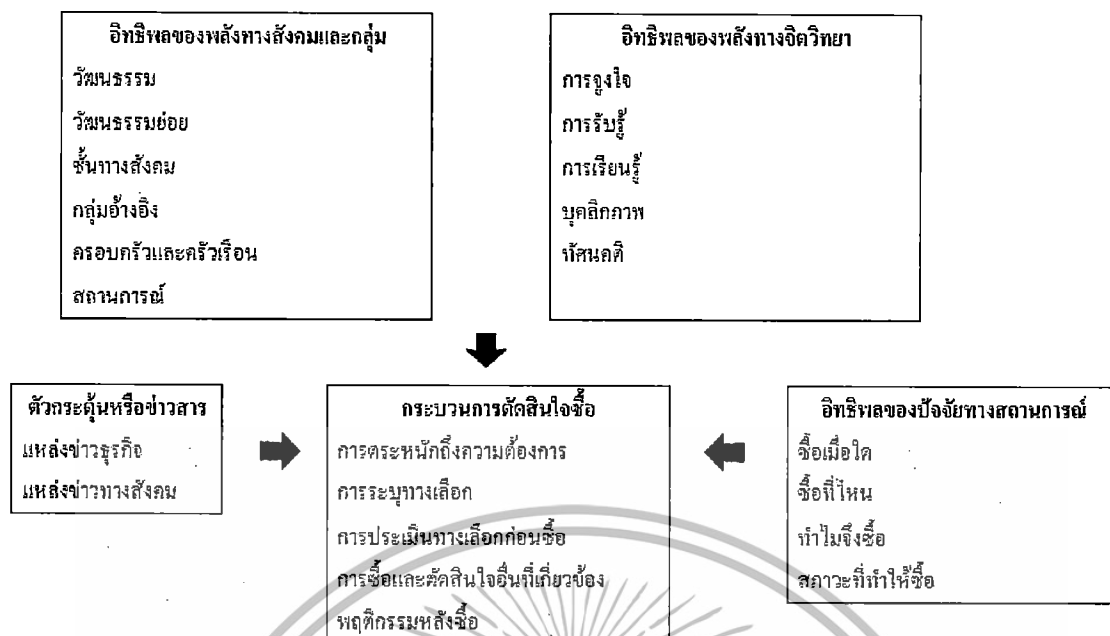 อิทธิพลของพลังทางสังคมและกลุ่ม
วัฒนธรรม
วัฒนธรรมย่อย
ชั้นทางสังคม
กลุ่มอ้างอิง
ครอบครัวและครัวเรือน
สถานการณ์
อิทธิพลของพลังทางจิตวิทยา
การจูงใจ
การรับรู้
การเรียนรู้
บุคลิกภาพ
ทัศนคติ
ตัวกระตุ้นหรือข่าวสาร
แหล่งข่าวธุรกิจ
แหล่งข่าวทางสังคม
กระบวนการตัดสินใจซื้อ
การตระหนักถึงความต้องการ
การระบุทางเลือก
การประเมินทางเลือกก่อนซื้อ
การซื้อและตัดสินใจอื่นที่เกี่ยวข้อง
พฤติกรรมหลังซื้อ
อิทธิพลของปัจจัยทางสถานการณ์
ซื้อเมื่อใด
ซื้อที่ไหน
ทำไมจึงซื้อ
สภาวะที่ทำให้ซื้อ